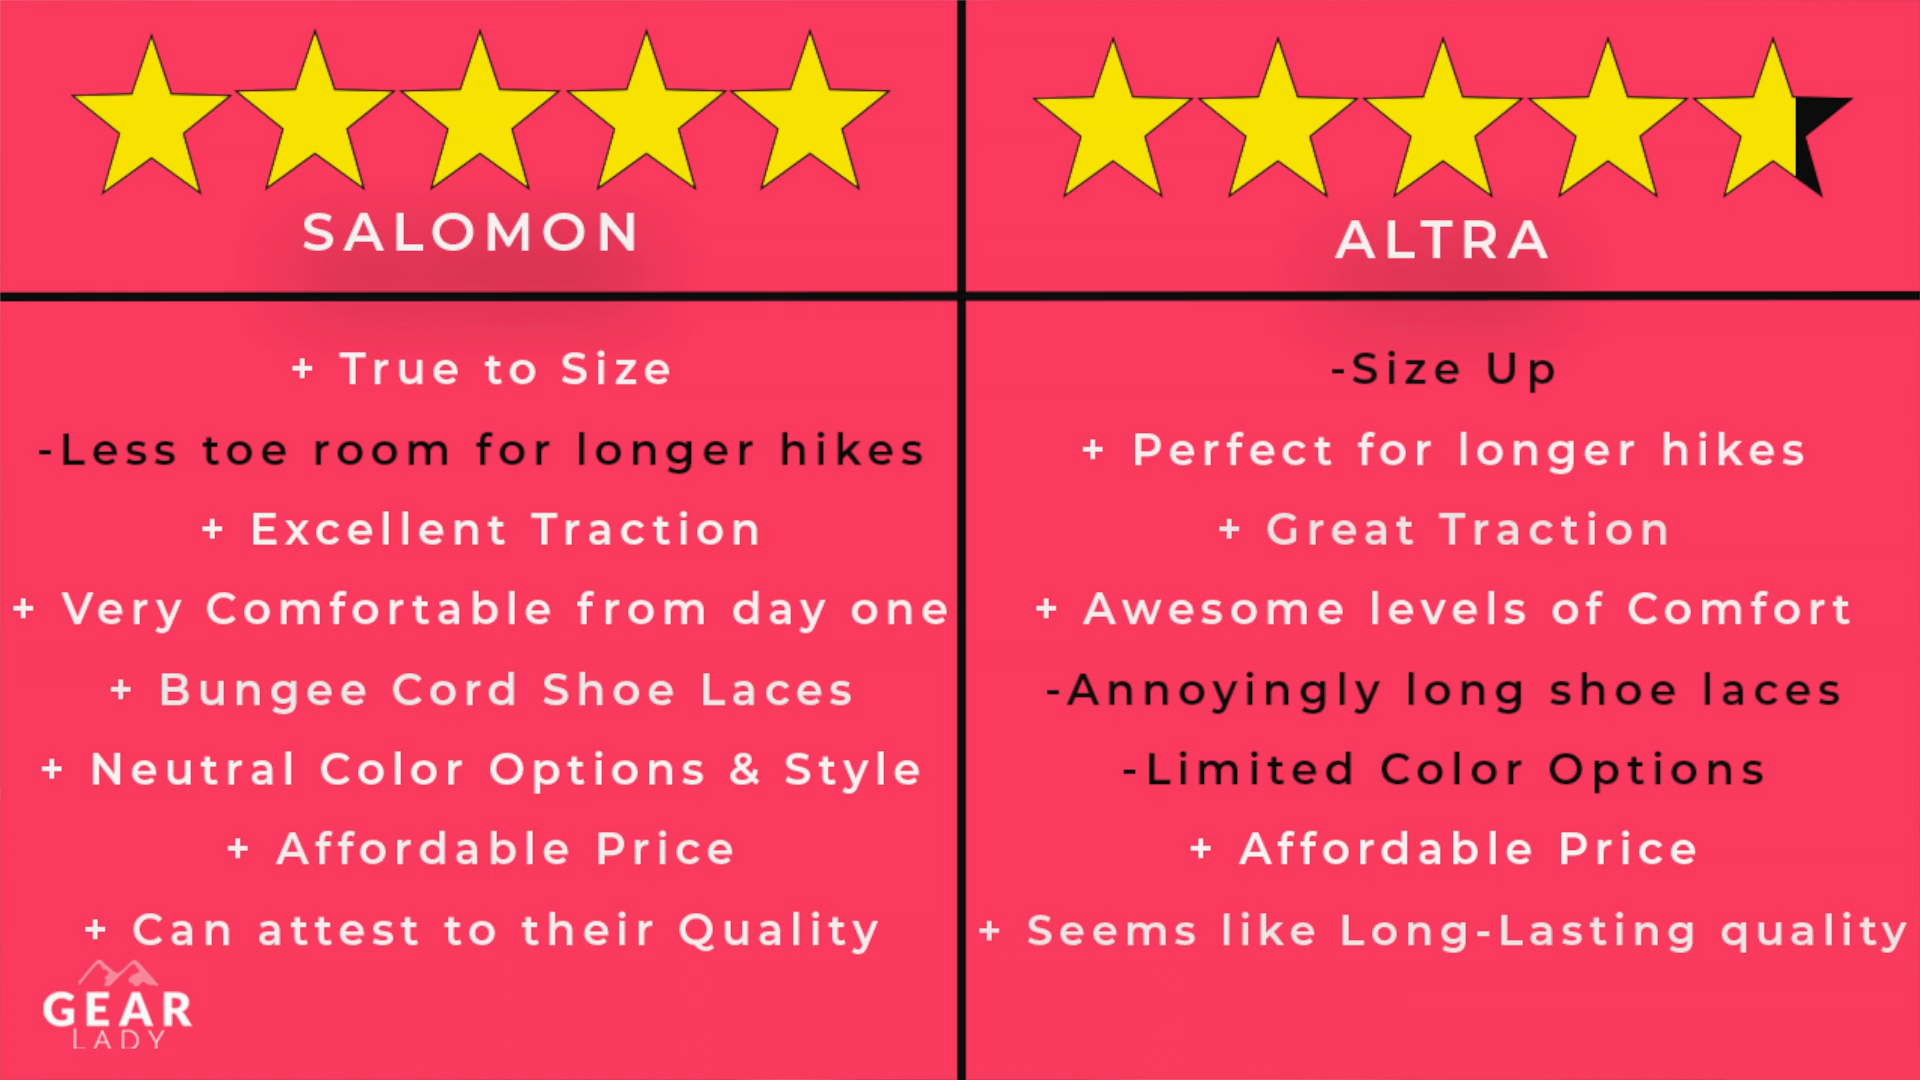 SALOMON
ALTRA
+ True to Size
-Less toe room for longer hikes
+ Excellent Traction
+ Very Comfortable from day one
+ Bungee Cord Shoe Laces
+ Neutral Color Options & Style
+ Affordable Price
+ Can attest to their Quality
-Size Up
+ Perfect for longer hikes
+ Great Traction
+ Awesome levels of Comfort
-Annoyingly long shoe laces
-Limited Color Options
+ Affordable Price
+ Seems like Long-Lasting quality
GEAR
LADY